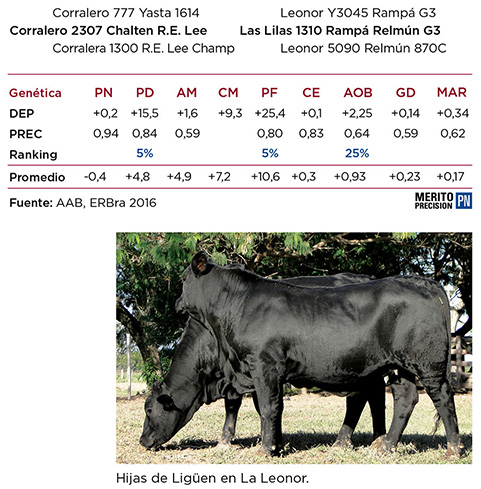 Corralero 777 Yasta 1614 Leonor Y3045 Rampá G3
Corralero 2307 Chalten R.E. Lee Las Lilas 1310 Rampá Relmún G3
Corralera 1300 R.E. Lee Champ Leonor 5090 Relmún 870C
Genética PN PD AM CM PF CE AOB GD MAR
DEP +0,2 +15,5 +1,6 +9,3 +25,4 +0,1 +2,25 +0,14 +0,34
PREC 0,94 0,84 0,59 0,80 0,83 0,64 0,59 0,62
Ranking 5% 5% 25%
Promedio -0,4 +4,8 +4,9 +7,2 +10,6 +0,3 +0,93 +0,23 +0,17
Fuente: AAB, ERBra 2016 MERITO PN
PRECISION
Hijas de Ligüen en La Leonor.